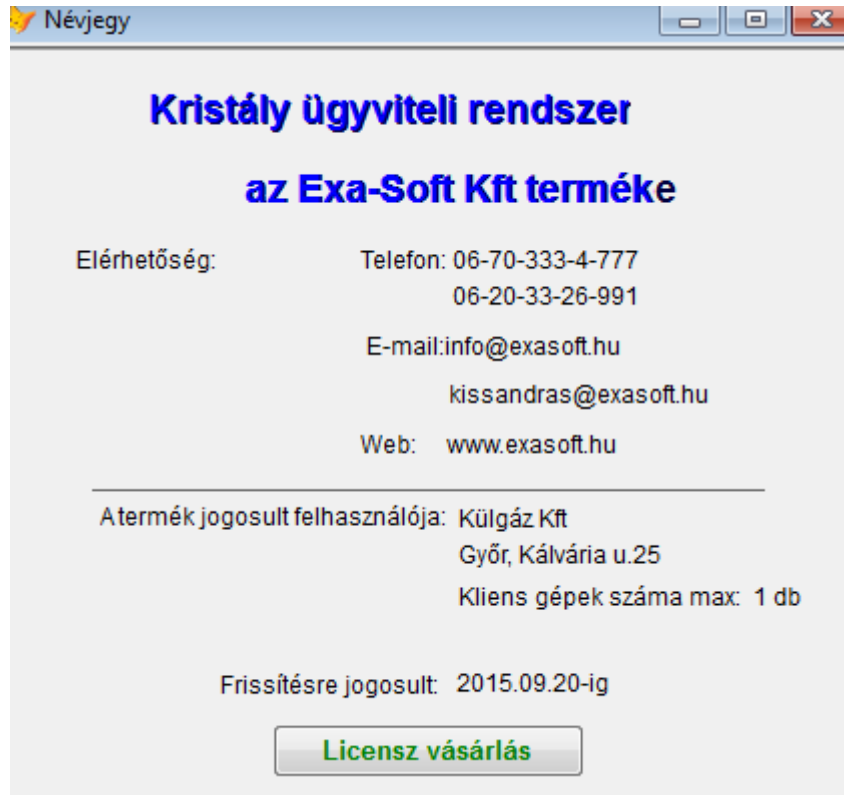 Névjegy
Kristály ügyviteli rendszer
az Exa-Soft Kft terméke
Elérhetőség: Telefon: 06-70-333-4-777
06-20-33-26-991
E-mail:info@exasoft.hu
kissandras@exasoft.hu
Web: www.exasoft.hu
A termék jogosult felhasználója: Külgáz Kft
Győr, Kálvária u.25
Kliens gépek száma max: 1 db
Frissítésre jogosult: 2015.09.20-ig
Licensz vásárlás